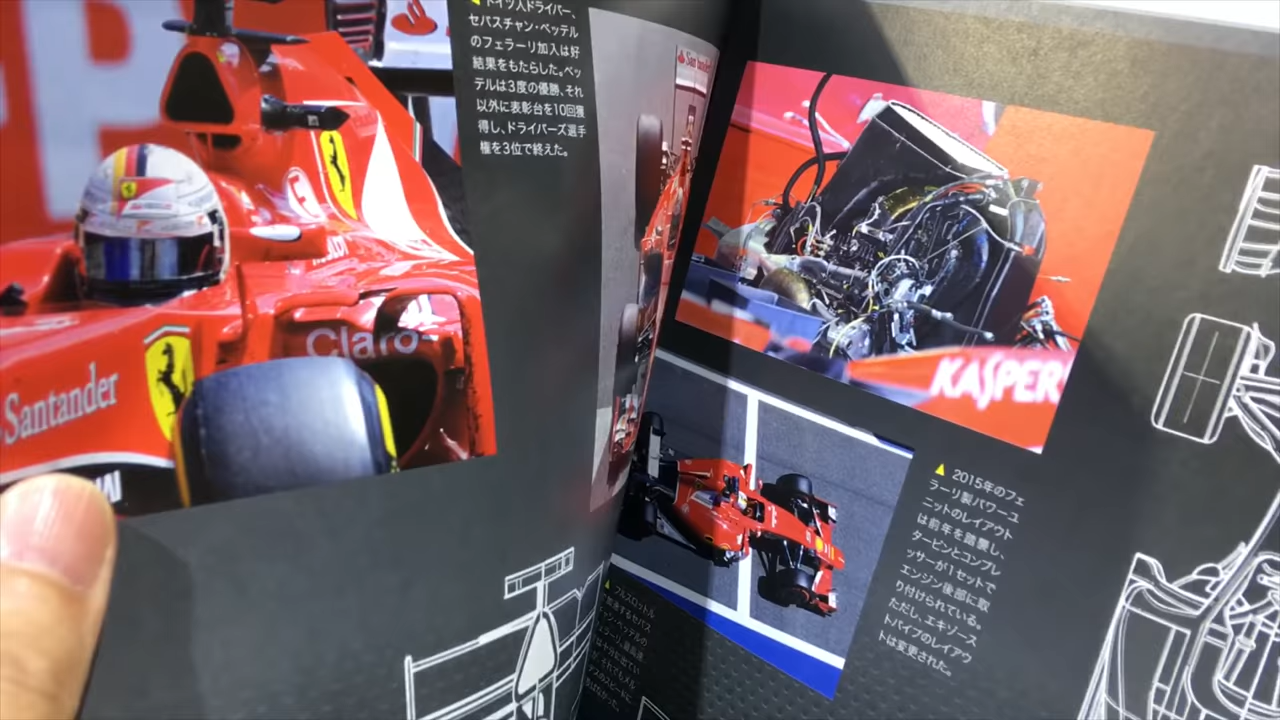 ドイツ人ドライバー、
セバスチャン・ベッテル
のフェラーリ加入は好
結果をもたらした。ベッ
テルは3度の優勝、それ
以外に表彰台を10回獲
得し、ドライバーズ選手
権を3位で終えた。
Claro-
Santander
Santander
KASPER
2015年のフェ
ラーリ製パワーユ
ニットのレイアウト
は前年を踏襲し、
タービンとコンプレ
ッサーが1セットで
エンジン後部に取
り付けられている。
ただし、エキゾース
トパイプのレイアウ
トは変更された。
フルスロットル